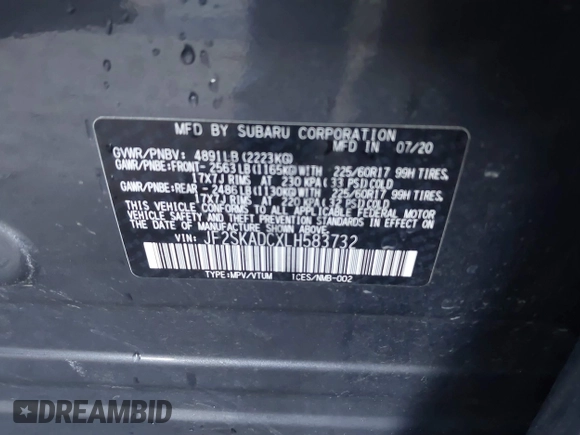 MFD BY SUBARU CORPORATION MFD IN 07/20
GVWR/PNBV: 4891LB(2223KG)
GAWR/PNBE:FRONT- 2563LB(1165KG)WITH 225/60R17 99H TIRES,
17X7J RIMS AT 230 KPA(33 PSI)COLD
GAWR/PNBE:REAR - 2486LB(1130KG)WITH 225/60R17 99H TIRES,
17X7J RIMS AT 220 KPA(32 PSI)COLD
THIS VEHICLE CONFORMS TO ALL APPLICABLE FEDERAL MOTOR
VEHICLE SAFETY AND THEFT PREVENTION STANDARDS IN EFFECT ON
THE DATE OF MANUFACTURE SHOWN ABOVE.
VIN: JF2SKADCXLH583732
TYPE:MPV/VTUM ICES/NMB-002
DREAMBID